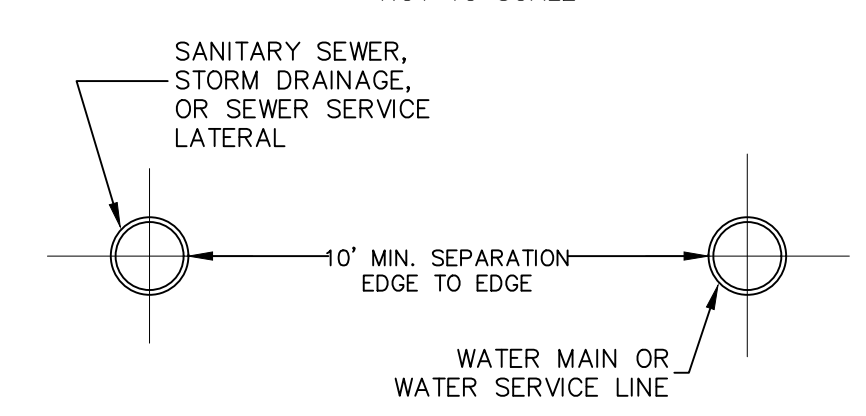 SANITARY SEWER,
STORM DRAINAGE,
OR SEWER SERVICE
LATERAL
10' MIN. SEPARATION
EDGE TO EDGE
WATER MAIN OR
WATER SERVICE LINE